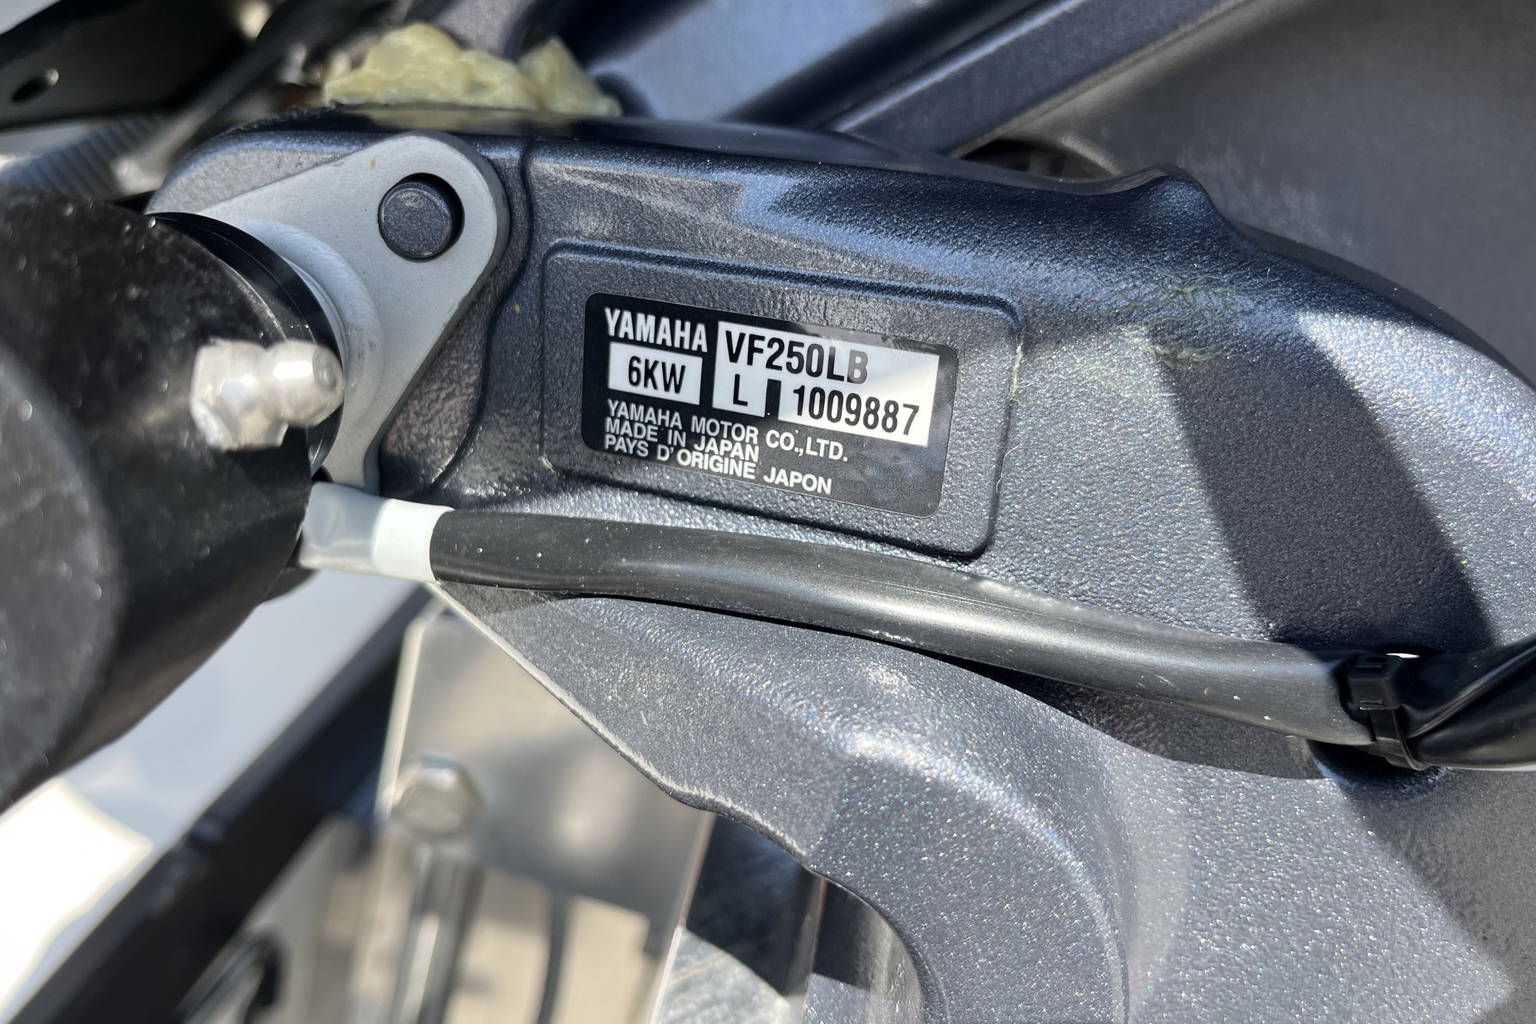 YAMAHA VF250LB
6KW L 1009887
YAMAHA MOTOR CO.,LTD.
MADE IN JAPAN
PAYS D'ORIGINE JAPON